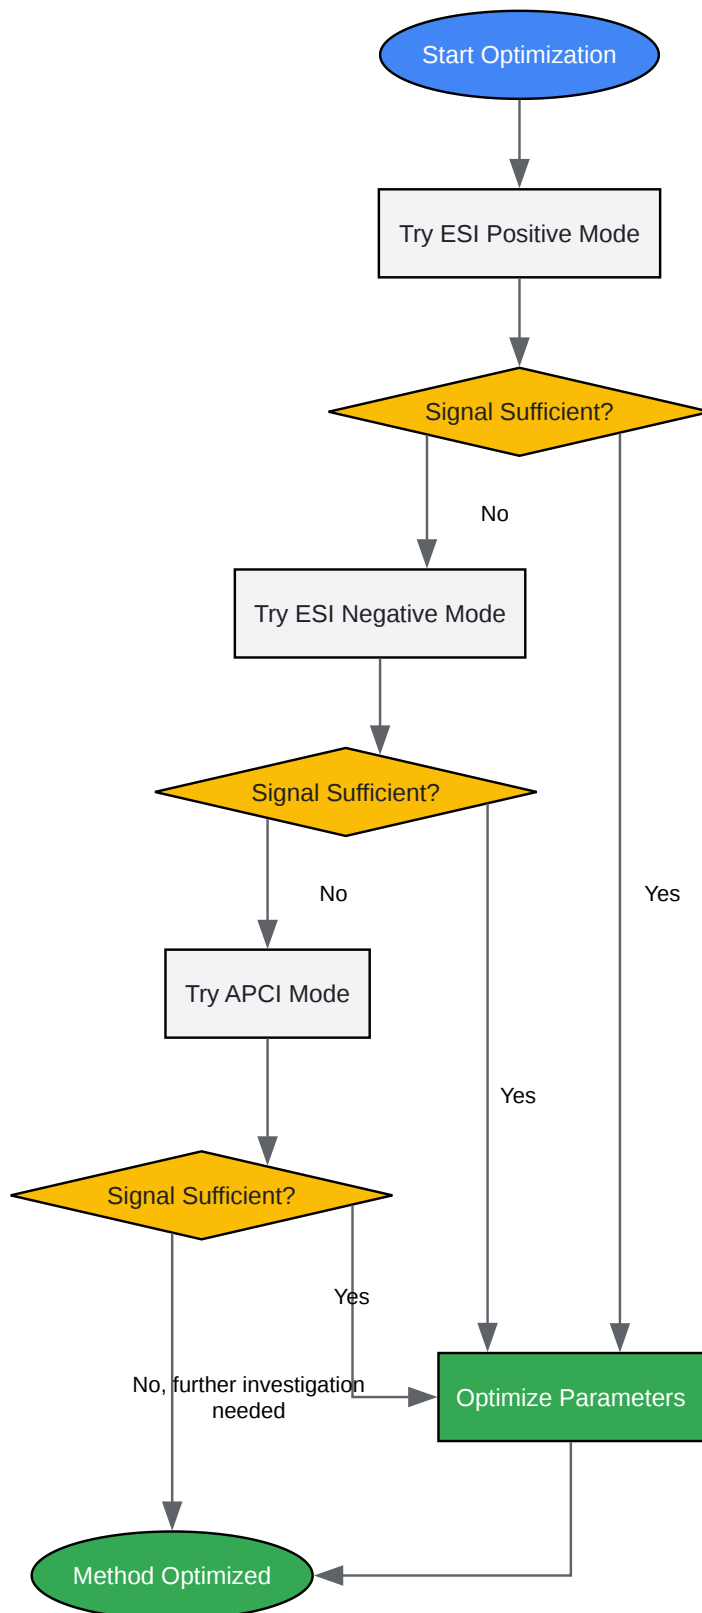 Start Optimization
Try ESI Positive Mode
Signal Sufficient?
No
Try ESI Negative Mode
Signal Sufficient?
No
Yes
Try APCI Mode
Yes
Signal Sufficient?
Yes
No, further investigation
needed
Optimize Parameters
Method Optimized